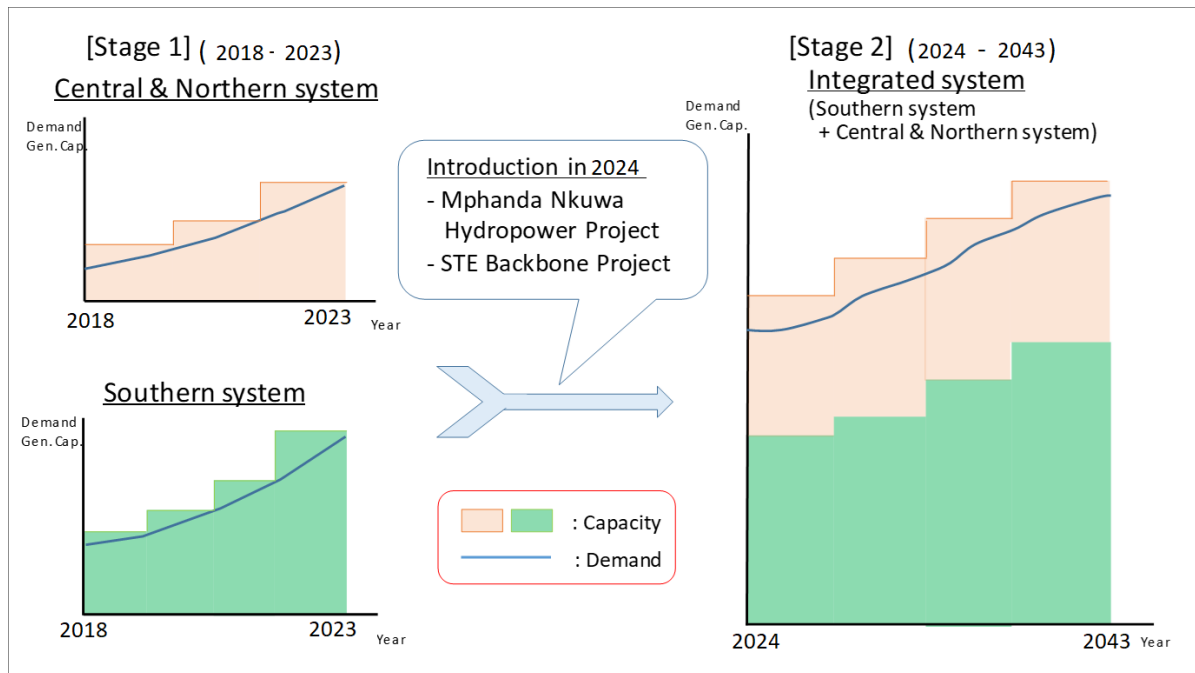 [Stage 1] ( 2018 - 2023)
Central & Northern system
Demand
Gen.Cap.
2018
2023
Year
Southern system
Demand
Gen.Cap.
2018
2023
Year
Introduction in 2024
- Mphanda Nkuwa
Hydropower Project
- STE Backbone Project
: Capacity
: Demand
[Stage 2] (2024 - 2043)
Integrated system
(Southern system
+ Central & Northern system)
Demand
Gen.Cap.
2024
2043
Year